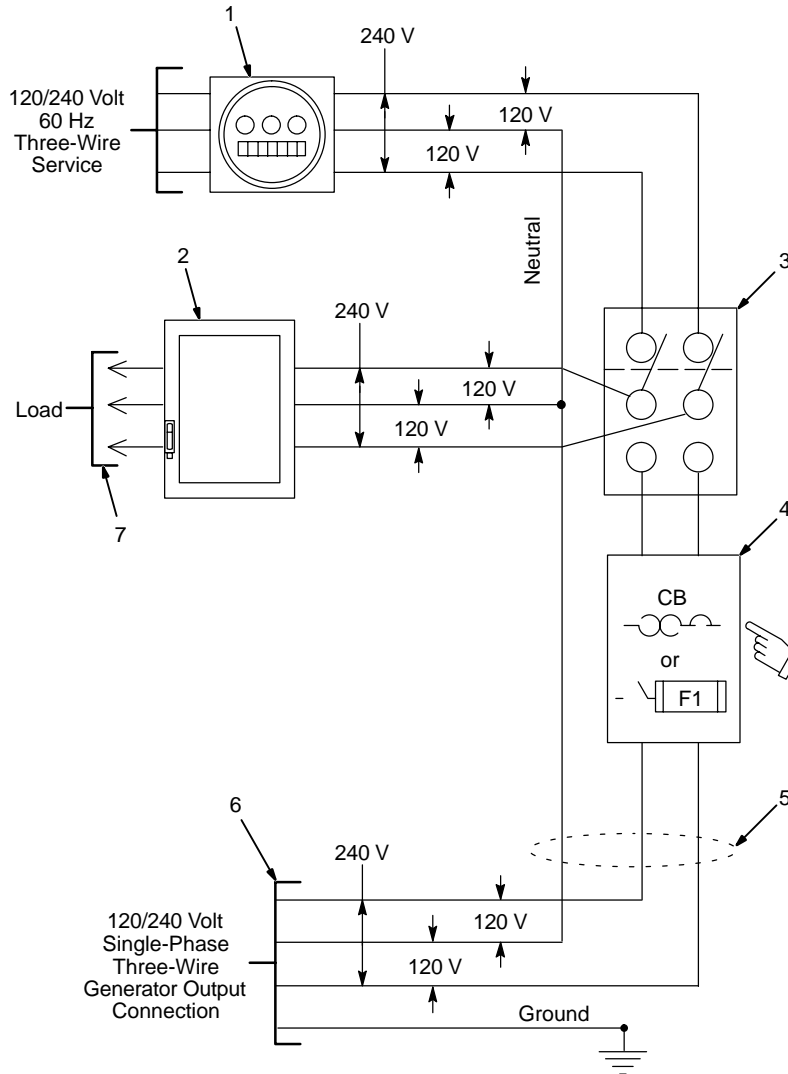 1
240 V
120/240 Volt
60 Hz
Three-Wire
Service
120 V
120 V
Neutral
2
3
240 V
120 V
Load
120 V
7
4
CB
or
F1
5
6
240 V
120/240 Volt
Single-Phase
Three-Wire
Generator Output
Connection
120 V
120 V
Ground